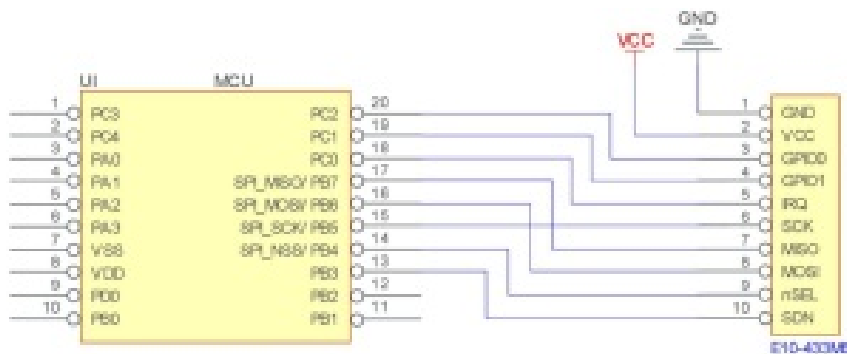 GND
VCC
U1 MCU
1 PC3 PC2 20
2 PC4 PC1 19
3 PA0 PC0 18
4 PA1 SPI_MISO/ PB7 17
5 PA2 SPI_MOSI/ PB6 16
6 PA3 SPI_SCK/ PB5 15
7 VSS SPI_NSS/ PB4 14
8 VDD PB3 13
9 PD0 PB2 12
10 PB0 PB1 11
1 GND
2 VCC
3 GPIO0
4 GPIO1
5 IRQ
6 SCK
7 MISO
8 MOSI
9 nSEL
10 SDN